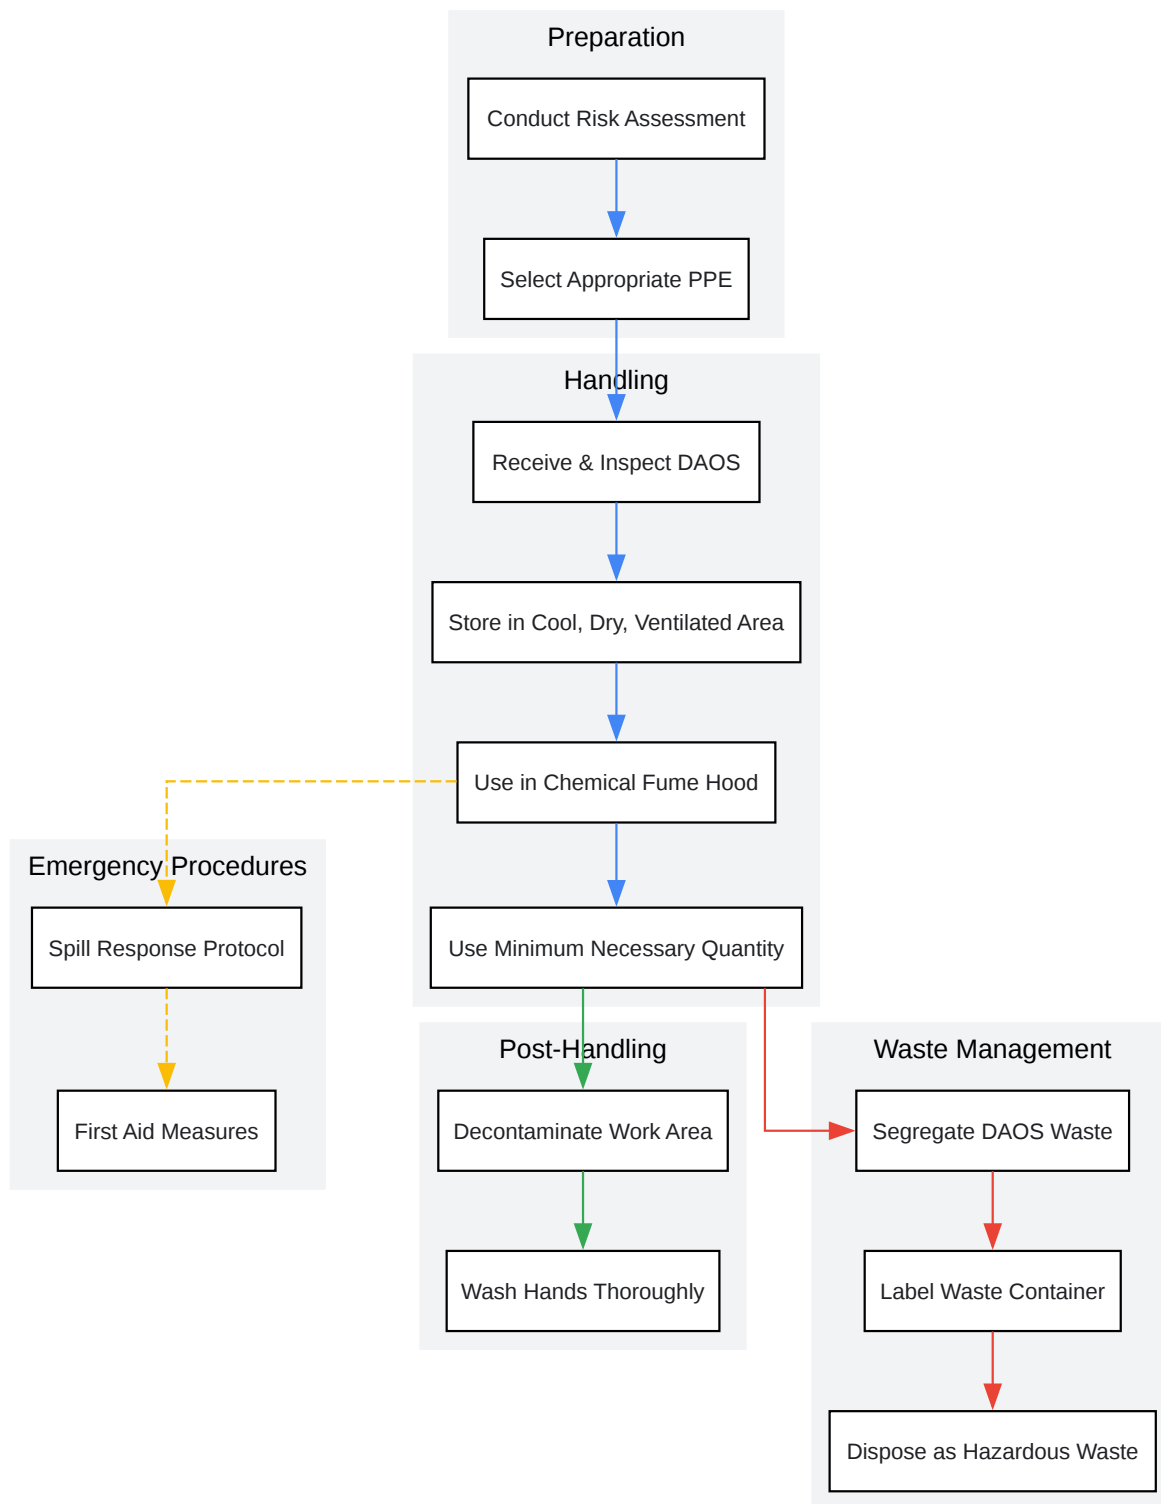 Preparation
Conduct Risk Assessment
Select Appropriate PPE
Handling
Receive & Inspect DAOS
Store in Cool, Dry, Ventilated Area
Use in Chemical Fume Hood
Use Minimum Necessary Quantity
Emergency Procedures
Spill Response Protocol
First Aid Measures
Post-Handling
Decontaminate Work Area
Wash Hands Thoroughly
Waste Management
Segregate DAOS Waste
Label Waste Container
Dispose as Hazardous Waste